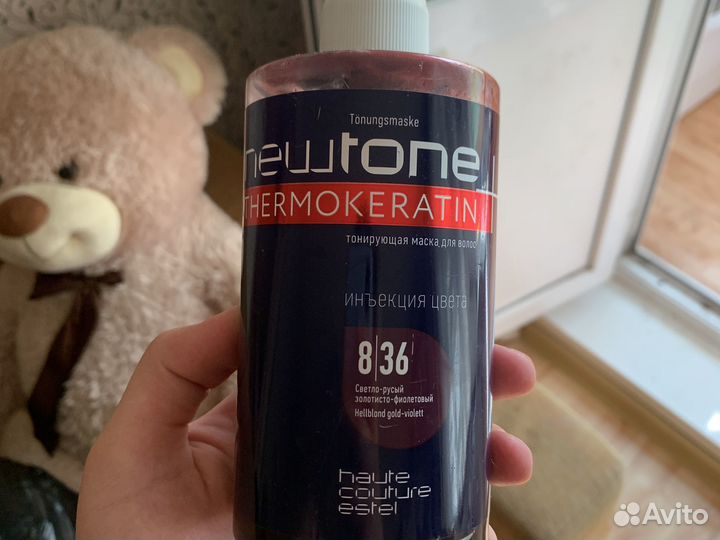 Tönungsmaske
newtone
THERMOKERATIN
тонирующая маска для волос
инъекция цвета
8|36
Светло-русый
золотисто-фиолетовый
Hellblond gold-violett
haute
couture
estel
Avito